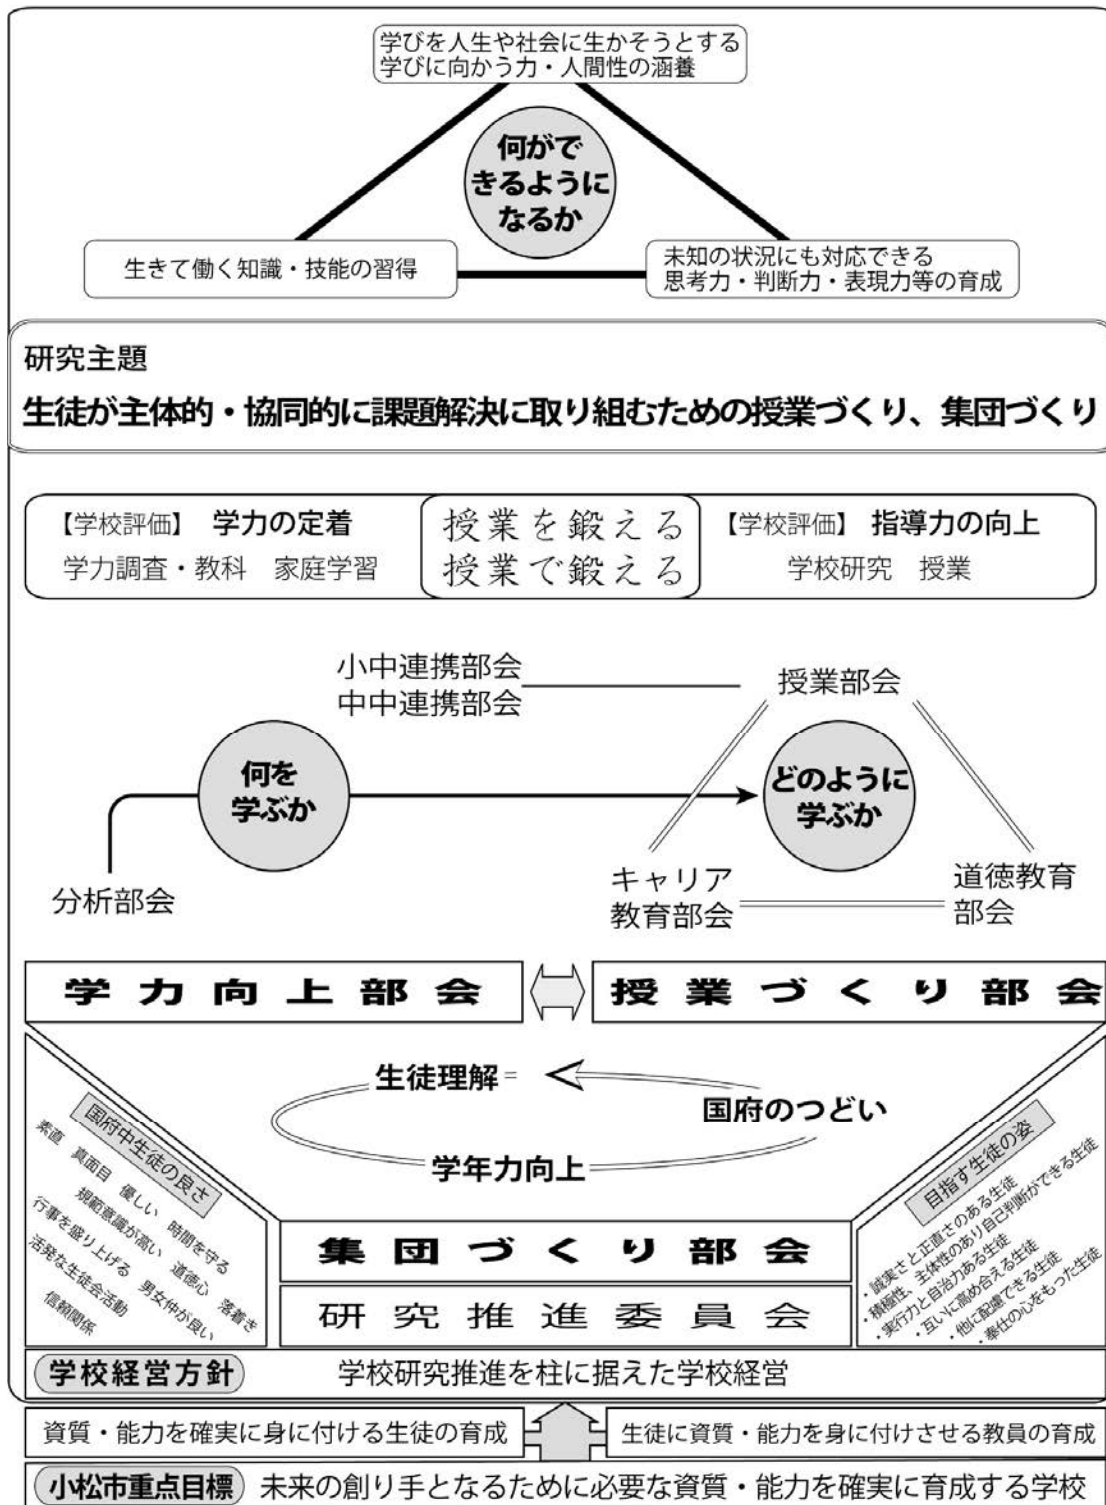 学びを人生や社会に生かそうとする
学びに向かう力・人間性の涵養
何がで
きるように
なるか
生きて働く知識・技能の習得
未知の状況にも対応できる
思考力・判断力・表現力等の育成
研究主題
生徒が主体的・協同的に課題解決に取り組むための授業づくり、集団づくり
【学校評価】 学力の定着
学力調査・教科 家庭学習
授業を鍛える
授業で鍛える
【学校評価】 指導力の向上
学校研究 授業
小中連携部会
中中連携部会
授業部会
何を
学ぶか
どのように
学ぶか
分析部会
キャリア
教育部会
道徳教育
部会
学力向上部会
授業づくり部会
生徒理解
国府のつどい
学年力向上
国府中生徒の良さ
素直 真面目 優しい 時間を守る
規範意識が高い 道徳心 落着き
行事を盛り上げる 男女仲が良い
活発な生徒会活動
信頼関係
目指す生徒の姿
・誠実さと正直さのある生徒
・積極性、主体性のあり自己判断ができる生徒
・実行力と自治力ある生徒
・互いに高め合える生徒
・他に配慮できる生徒
・奉仕の心をもった生徒
集団づくり部会
研究推進委員会
学校経営方針 学校研究推進を柱に据えた学校経営
資質・能力を確実に身に付ける生徒の育成
生徒に資質・能力を身に付けさせる教員の育成
小松市重点目標 未来の創り手となるために必要な資質・能力を確実に育成する学校